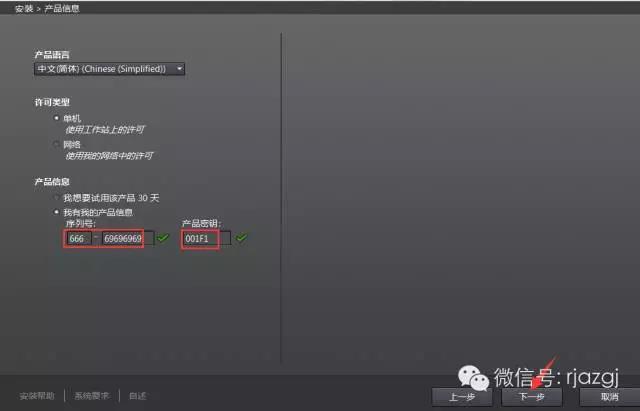 安装 > 产品信息
产品语言
中文(简体) (Chinese (Simplified))
许可类型
单机
使用工作站上的许可
网络
使用我的网络中的许可
产品信息
我想要试用该产品 30 天
我有我的产品信息
序列号: 产品密钥:
666 - 69696969 001F1
微信号: rjazgj
安装帮助 系统要求 自述 上一步 下一步 取消